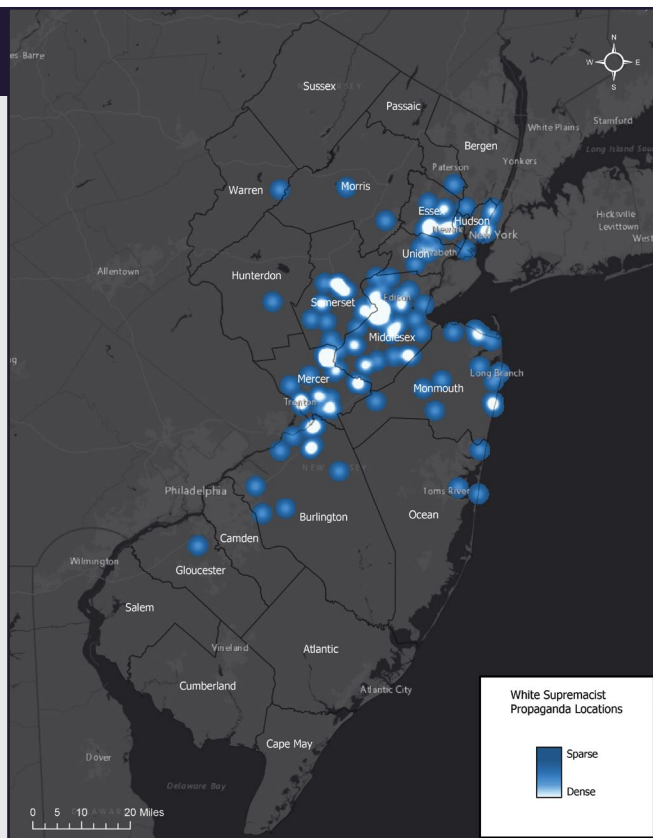 N
W
E
S
es-Barre
Sussex
Passaic
White Plains
Stamford
Bergen
Long Island Sou
Paterson
Yonkers
Warren
Morris
Essex
Hudson
Hicksville
Newark
New York
Levittown
West
Union
Allentown
Hunterdon
Somerset
Edison
Middlesex
Mercer
Long Branch
Monmouth
Trenton
Philadelphia
Toms River
Burlington
Ocean
Camden
Wilmington
Gloucester
Salem
Vineland
Atlantic
Cumberland
Atlantic City
Cape May
Dover
Delaware Bay
White Supremacist
Propaganda Locations
Sparse
Dense
0 5 10 20 Miles